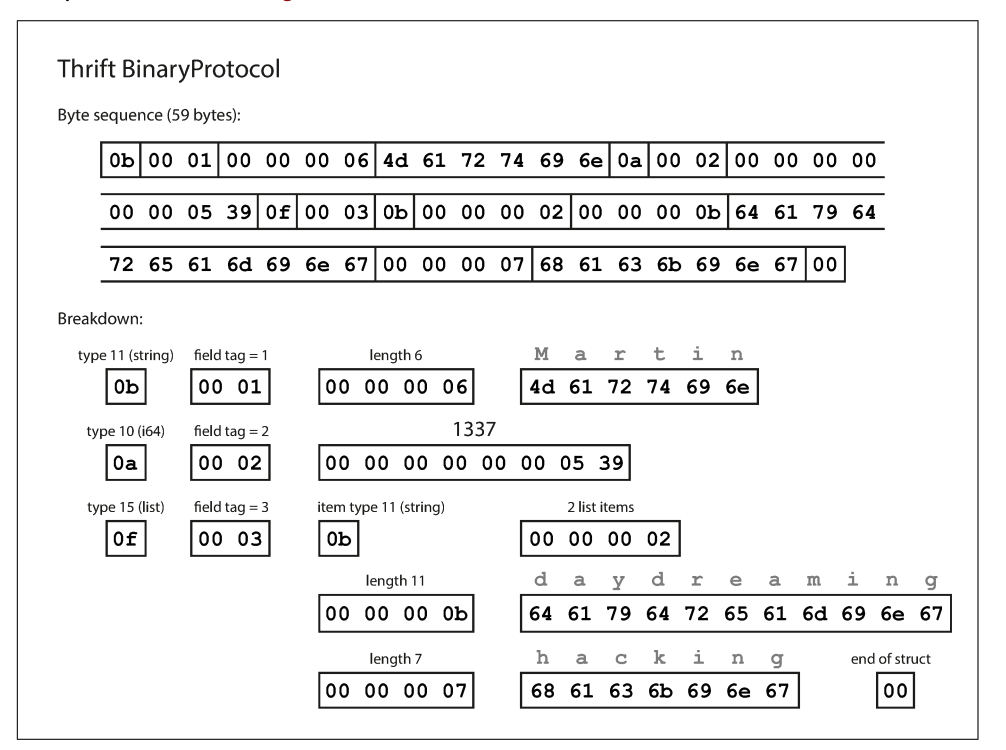 Thrift BinaryProtocol
Byte sequence (59 bytes):
0b 00 01 00 00 00 06 4d 61 72 74 69 6e 0a 00 02 00 00 00 00
00 00 05 39 0f 00 03 0b 00 00 00 02 00 00 00 0b 64 61 79 64
72 65 61 6d 69 6e 67 00 00 00 07 68 61 63 6b 69 6e 67 00
Breakdown:
type 11 (string) field tag = 1 length 6 M a r t i n
0b 00 01 00 00 00 06 4d 61 72 74 69 6e
type 10 (i64) field tag = 2 1337
0a 00 02 00 00 00 00 00 00 05 39
type 15 (list) field tag = 3 item type 11 (string) 2 list items
0f 00 03 0b 00 00 00 02
length 11 d a y d r e a m i n g
00 00 00 0b 64 61 79 64 72 65 61 6d 69 6e 67
length 7 h a c k i n g end of struct
00 00 00 07 68 61 63 6b 69 6e 67 00